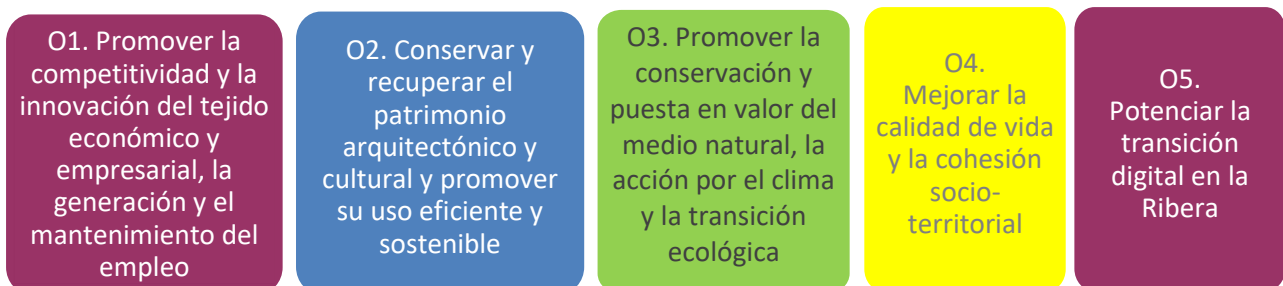 O1. Promover la
competitividad y la
innovación del tejido
económico y
empresarial, la
generación y el
mantenimiento del
empleo
O2. Conservar y
recuperar el
patrimonio
arquitectónico y
cultural y promover
su uso eficiente y
sostenible
O3. Promover la
conservación y
puesta en valor del
medio natural, la
acción por el clima
y la transición
ecológica
O4.
Mejorar la
calidad de vida
y la cohesión
socio-
territorial
O5.
Potenciar la
transición
digital en la
Ribera